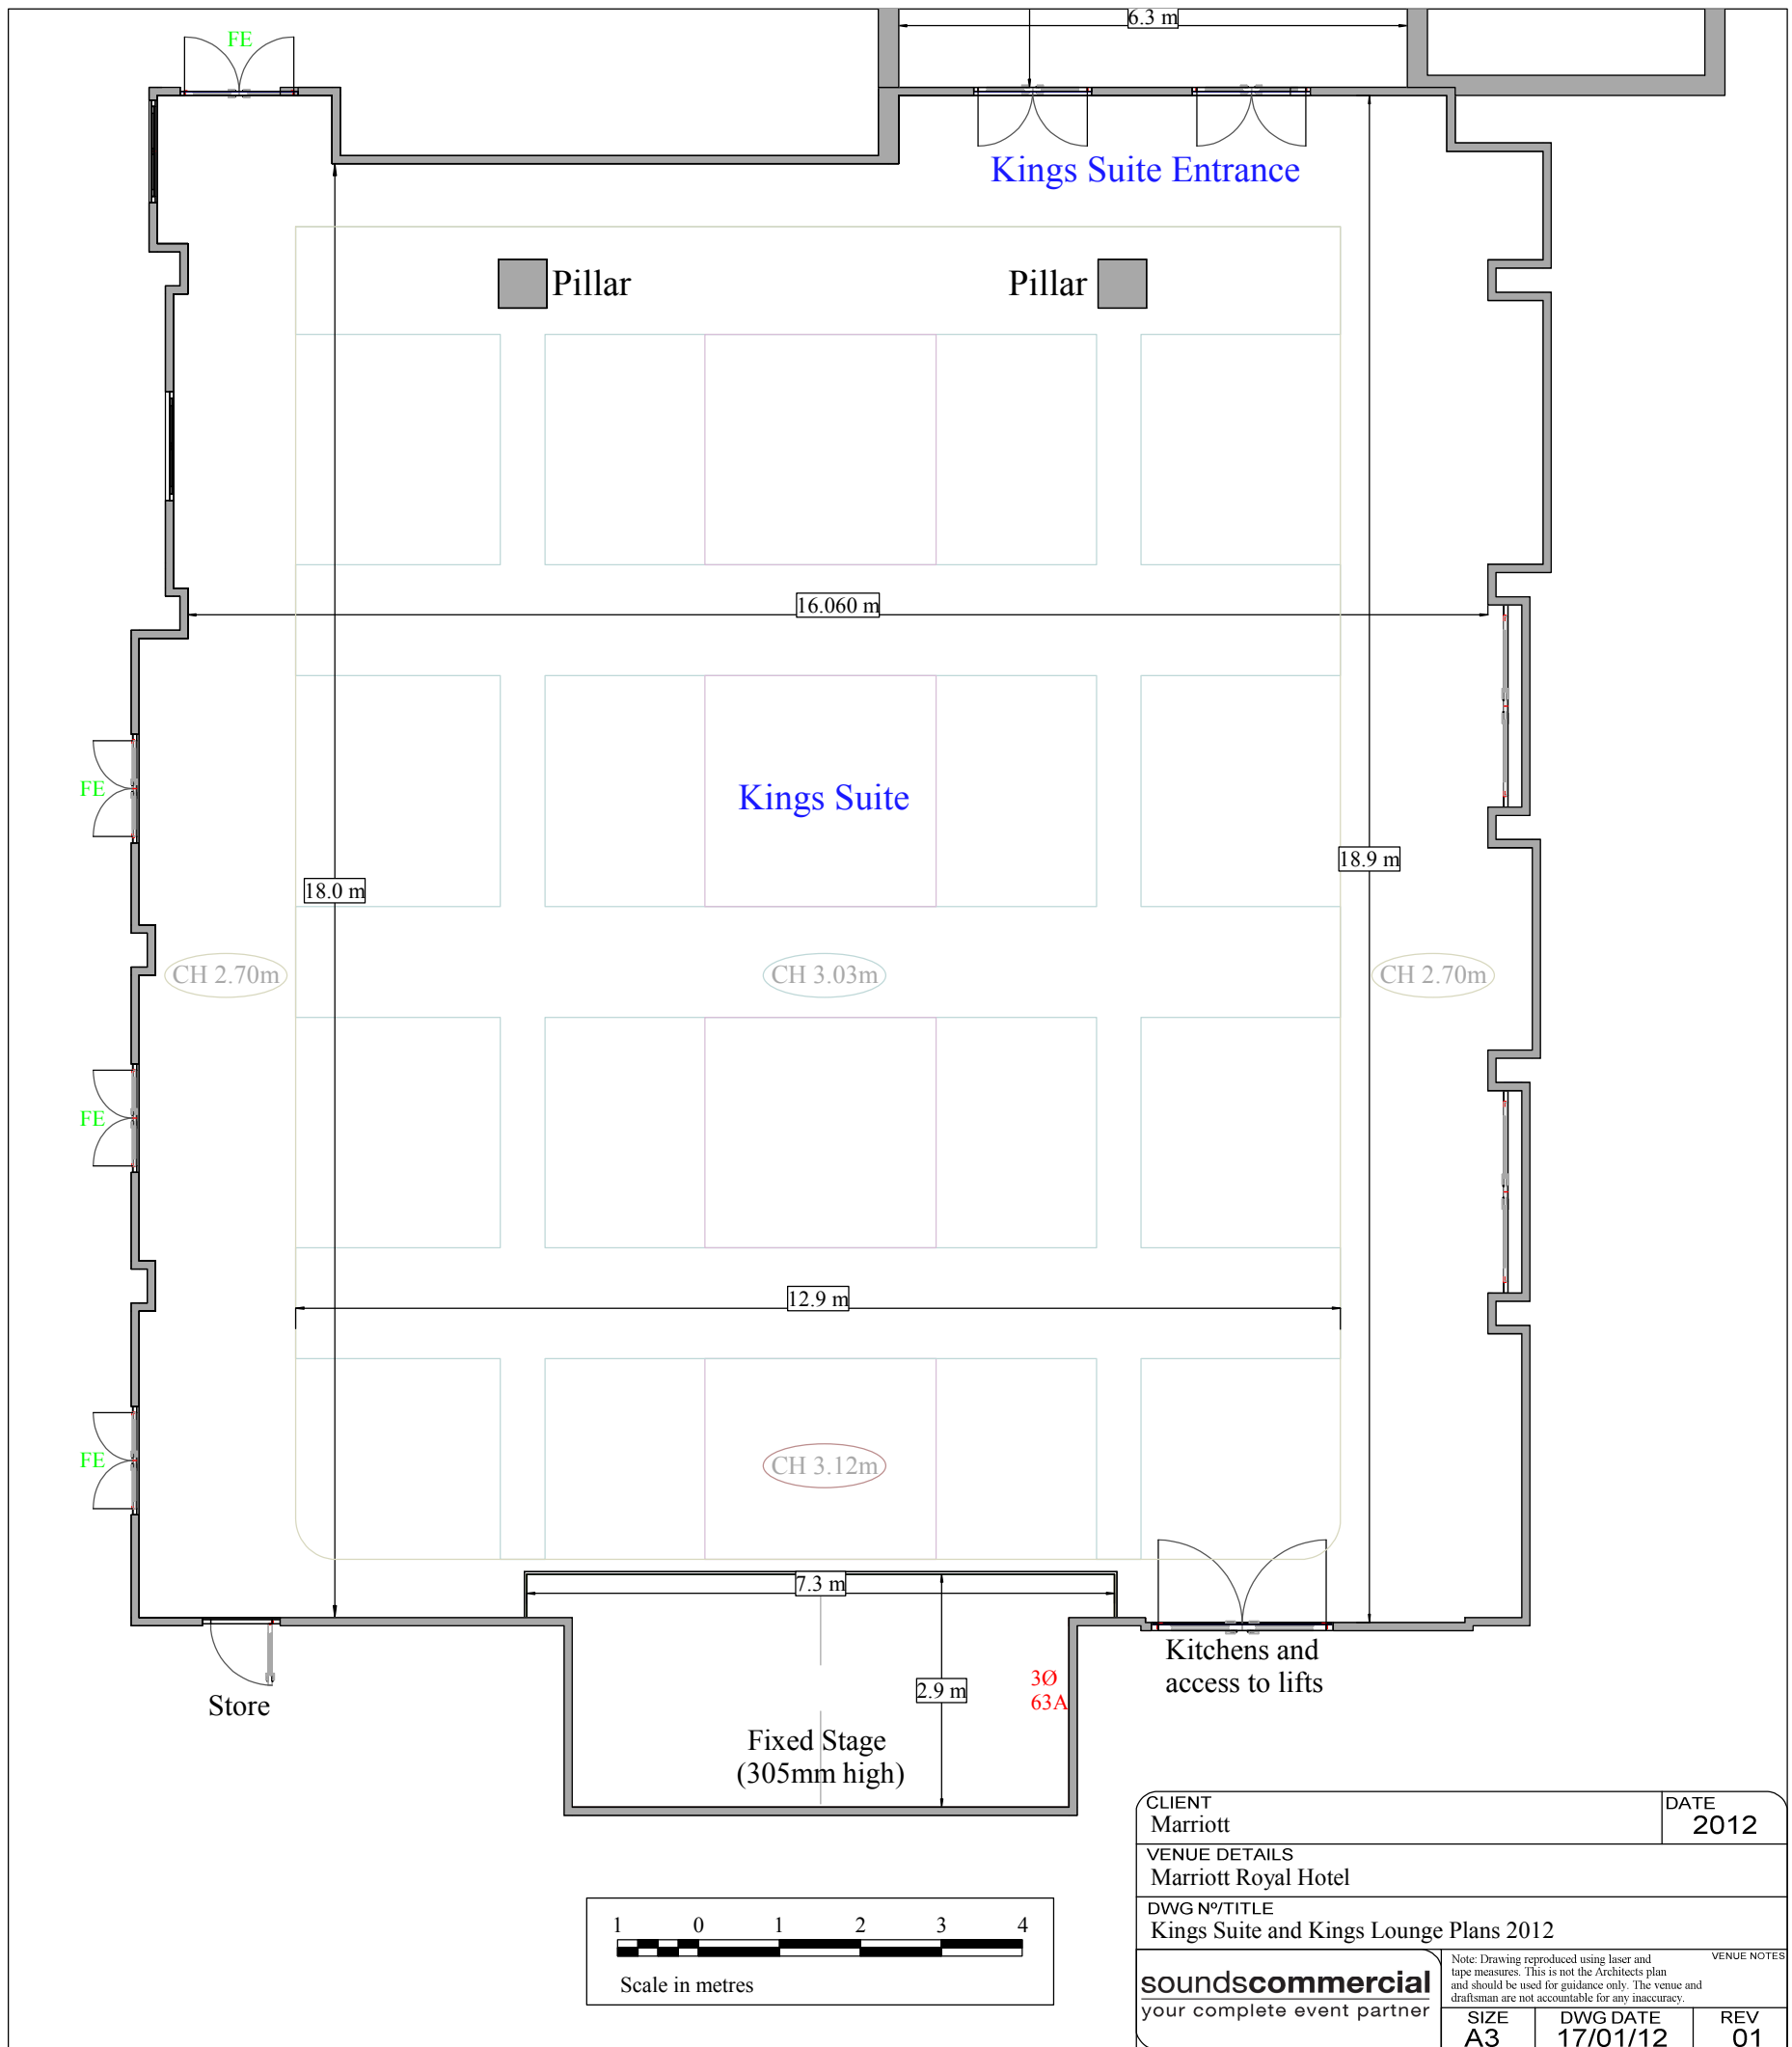 6.3 m
FE
Kings Suite Entrance
Pillar
Pillar
16.060 m
FE
Kings Suite
18.9 m
18.0 m
CH 2.70m
CH 3.03m
CH 2.70m
FE
12.9 m
FE
CH 3.12m
7.3 m
Kitchens and
access to lifts
3Ø
63A
2.9 m
Store
Fixed Stage
(305mm high)
CLIENT
Marriott
DATE
2012
VENUE DETAILS
Marriott Royal Hotel
DWG Nº/TITLE
Kings Suite and Kings Lounge Plans 2012
1 0 1 2 3 4
Scale in metres
soundscommercial
your complete event partner
Note: Drawing reproduced using laser and
tape measures. This is not the Architects plan
and should be used for guidance only. The venue and
draftsman are not accountable for any inaccuracy.
VENUE NOTES
SIZE
A3
DWG DATE
17/01/12
REV
01